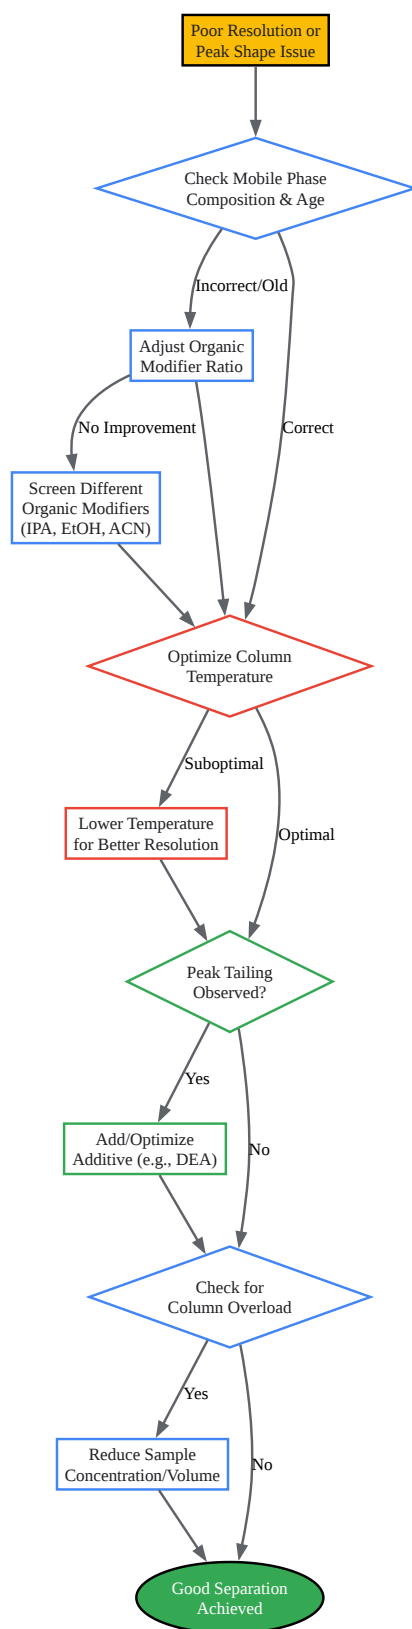 Poor Resolution or
Peak Shape Issue
Check Mobile Phase
Composition & Age
Incorrect/Old
Adjust Organic
Modifier Ratio
No Improvement
Correct
Screen Different
Organic Modifiers
(IPA, EtOH, ACN)
Optimize Column
Temperature
Suboptimal
Lower Temperature
for Better Resolution
Optimal
Peak Tailing
Observed?
Yes
Add/Optimize
Additive (e.g., DEA)
No
Check for
Column Overload
Yes
Reduce Sample
Concentration/Volume
No
Good Separation
Achieved